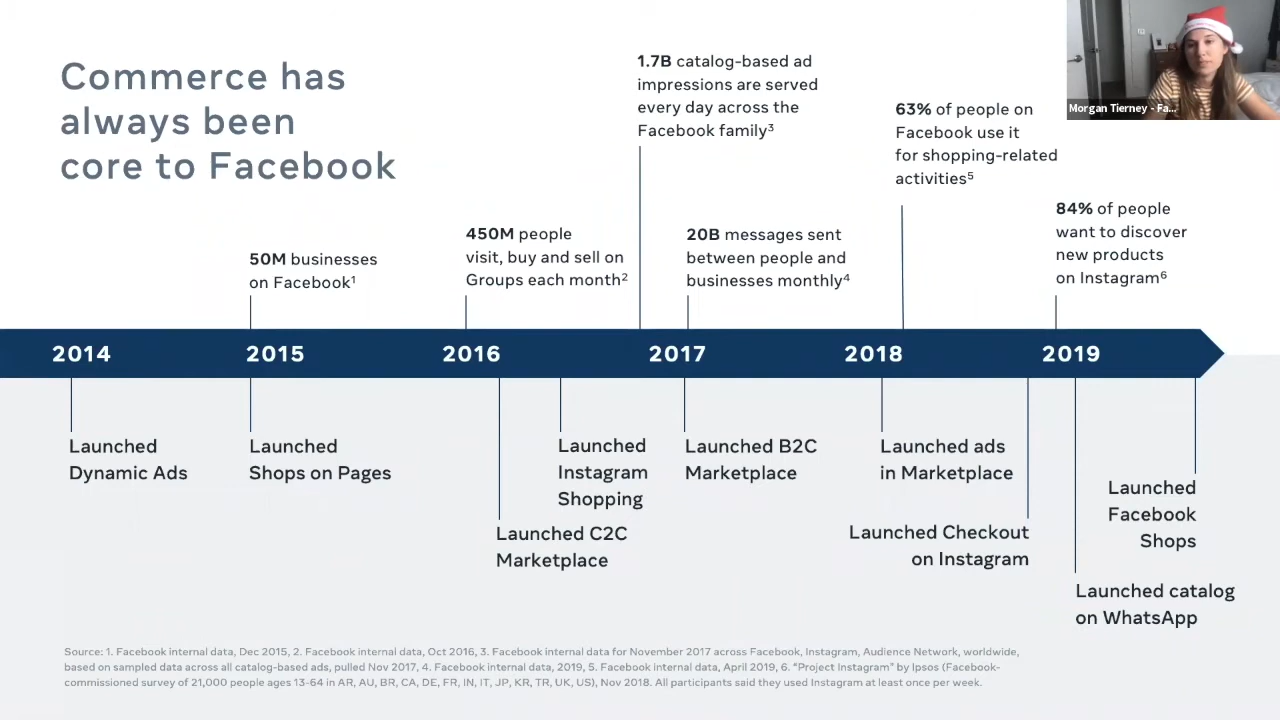 Commerce has
always been
core to Facebook
1.7B catalog-based ad
impressions are served
every day across the
Facebook family³
63% of people on
Facebook use it
for shopping-related
activities⁵
Morgan Tierney - Fa...
84% of people
want to discover
new products
on Instagram⁶
50M businesses
on Facebook¹
450M people
visit, buy and sell on
Groups each month²
20B messages sent
between people and
businesses monthly⁴
2014 2015 2016 2017 2018 2019
Launched
Dynamic Ads
Launched
Shops on Pages
Launched C2C
Marketplace
Launched
Instagram
Shopping
Launched B2C
Marketplace
Launched ads
in Marketplace
Launched Checkout
on Instagram
Launched catalog
on WhatsApp
Launched
Facebook
Shops
Source: 1. Facebook internal data, Dec 2015, 2. Facebook internal data, Oct 2016, 3. Facebook internal data for November 2017 across Facebook, Instagram, Audience Network, worldwide,
based on sampled data across all catalog-based ads, pulled Nov 2017, 4. Facebook internal data, 2019, 5. Facebook internal data, April 2019, 6. “Project Instagram” by Ipsos (Facebook-
commissioned survey of 21,000 people ages 13-64 in AR, AU, BR, CA, DE, FR, IN, IT, JP, KR, TR, UK, US), Nov 2018. All participants said they used Instagram at least once per week.